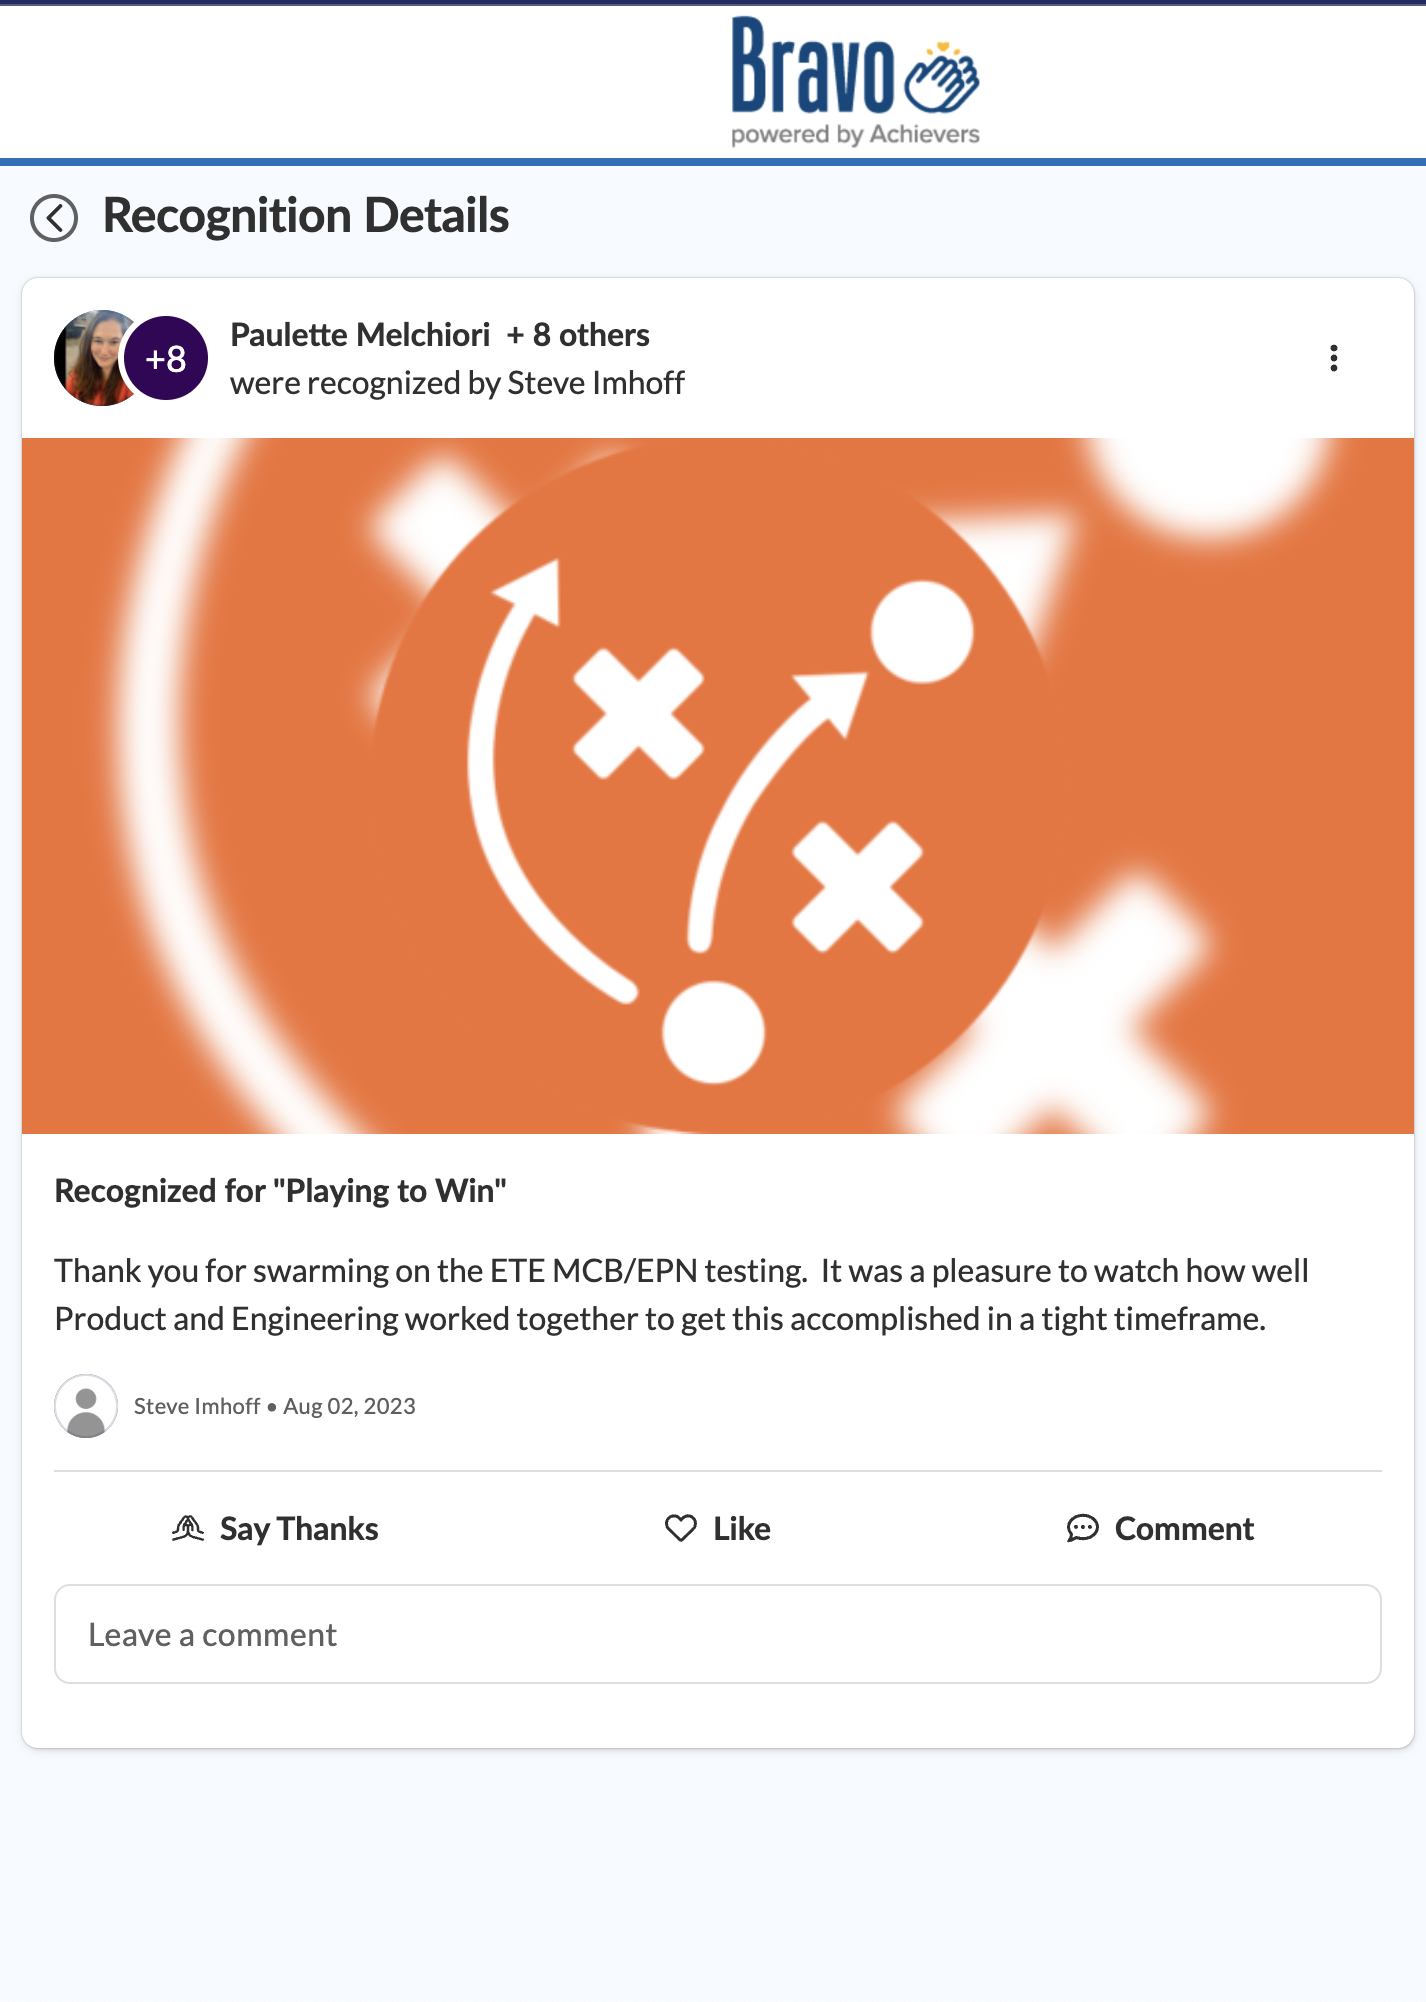 Bravo
powered by Achievers
Recognition Details
+8
Paulette Melchiori + 8 others
were recognized by Steve Imhoff
Recognized for "Playing to Win"
Thank you for swarming on the ETE MCB/EPN testing.  It was a pleasure to watch how well
Product and Engineering worked together to get this accomplished in a tight timeframe.
Steve Imhoff • Aug 02, 2023
Say Thanks
Like
Comment
Leave a comment